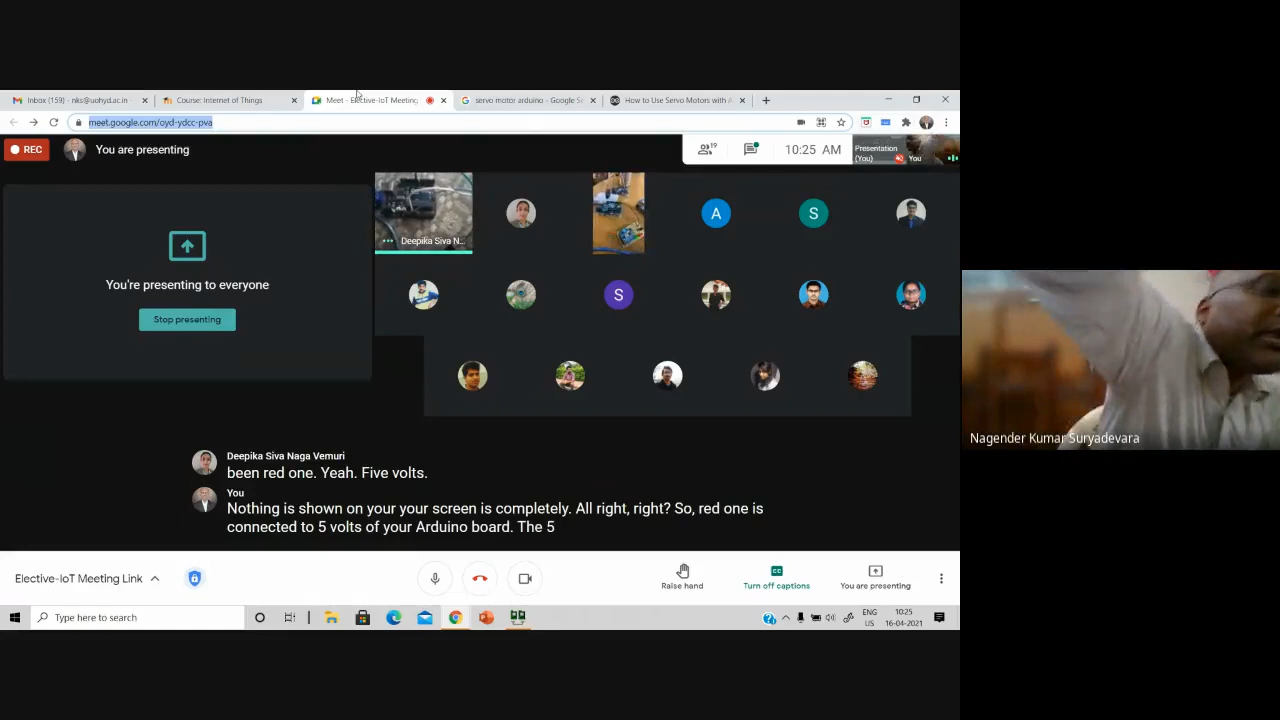 Inbox (159) - nks@uohyd.ac.in -
Course: Internet of Things
Meet - Elective-IoT Meeting
servo motor arduino - Google Se
How to Use Servo Motors with A
meet.google.com/oyd-ydcc-pva
REC
You are presenting
19
10:25 AM
Presentation
(You)
You
Deepika Siva N...
A
S
You're presenting to everyone
Stop presenting
S
Nagender Kumar Suryadevara
Deepika Siva Naga Vemuri
been red one. Yeah. Five volts.
You
Nothing is shown on your your screen is completely. All right, right? So, red one is
connected to 5 volts of your Arduino board. The 5
Elective-IoT Meeting Link
Raise hand
CC
Turn off captions
You are presenting
Type here to search
ENG
US
10:25
16-04-2021